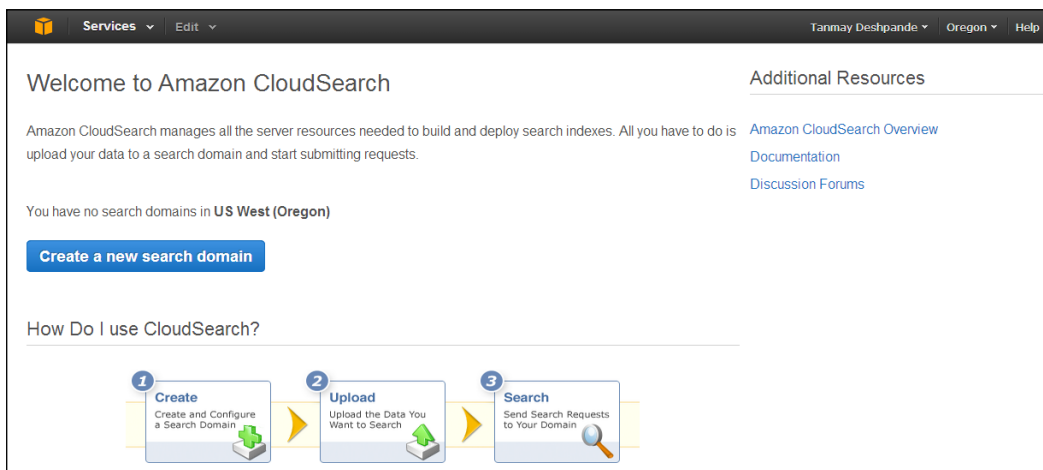 Services Edit Tanmay Deshpande Oregon Help
Welcome to Amazon CloudSearch
Amazon CloudSearch manages all the server resources needed to build and deploy search indexes. All you have to do is
upload your data to a search domain and start submitting requests.
You have no search domains in US West (Oregon)
Create a new search domain
How Do I use CloudSearch?
1
Create
Create and Configure
a Search Domain
2
Upload
Upload the Data You
Want to Search
3
Search
Send Search Requests
to Your Domain
Additional Resources
Amazon CloudSearch Overview
Documentation
Discussion Forums